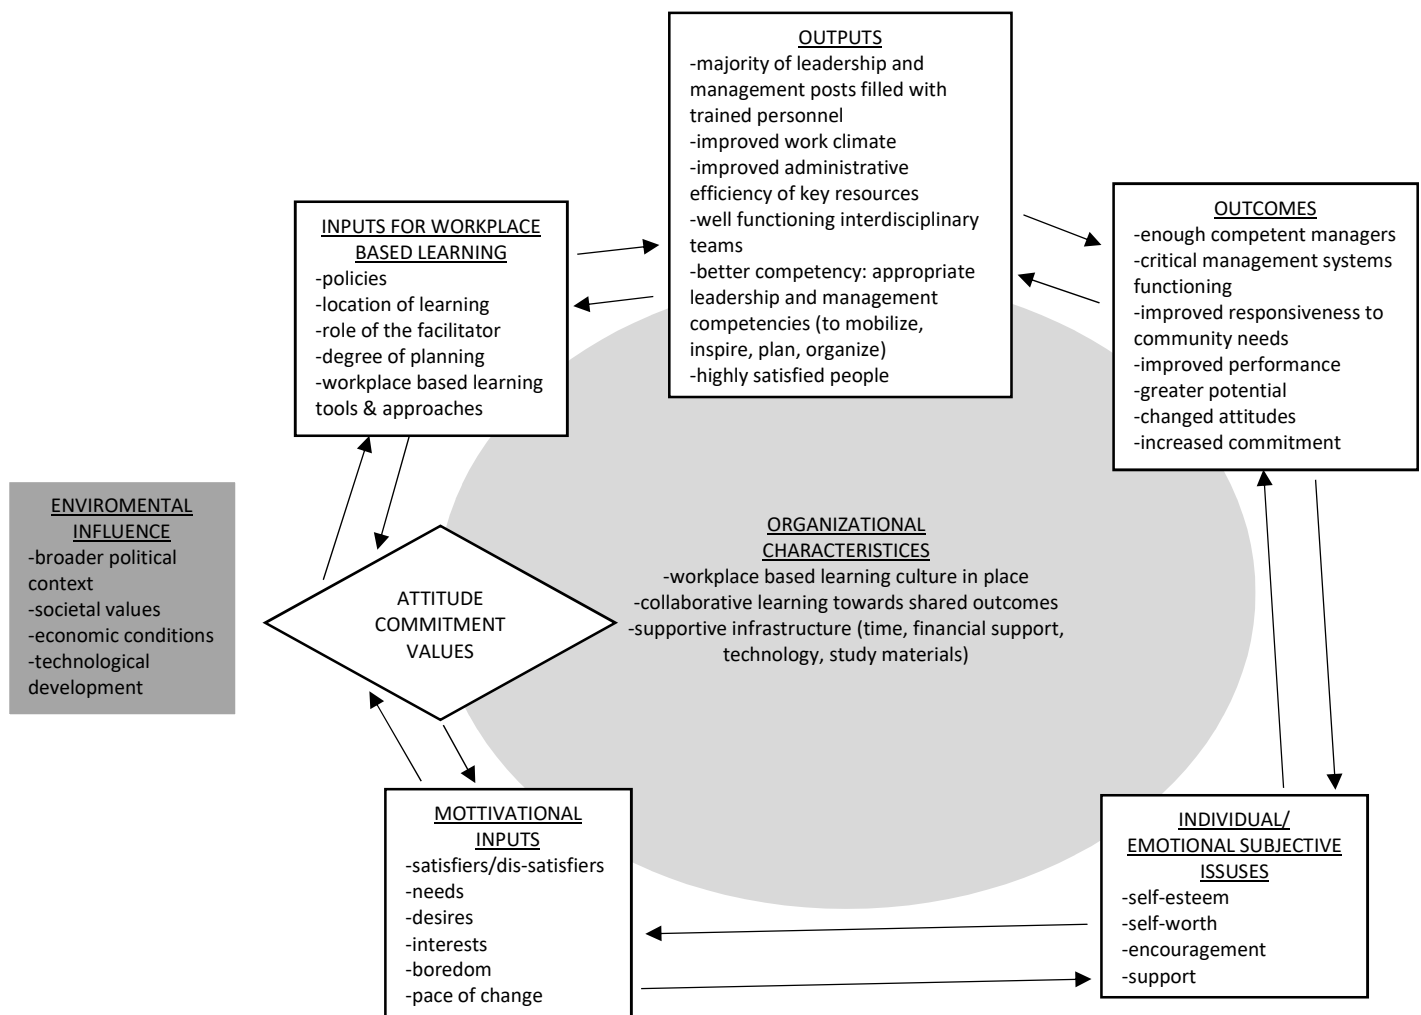 OUTPUTS
-majority of leadership and
management posts filled with
trained personnel
-improved work climate
-improved administrative
efficiency of key resources
-well functioning interdisciplinary
teams
-better competency: appropriate
leadership and management
competencies (to mobilize,
inspire, plan, organize)
-highly satisfied people
INPUTS FOR WORKPLACE
BASED LEARNING
-policies
-location of learning
-role of the facilitator
-degree of planning
-workplace based learning
tools & approaches
OUTCOMES
-enough competent managers
-critical management systems
functioning
-improved responsiveness to
community needs
-improved performance
-greater potential
-changed attitudes
-increased commitment
ENVIROMENTAL
INFLUENCE
-broader political
context
-societal values
-economic conditions
-technological
development
ATTITUDE
COMMITMENT
VALUES
ORGANIZATIONAL
CHARACTERISTICES
-workplace based learning culture in place
-collaborative learning towards shared outcomes
-supportive infrastructure (time, financial support,
technology, study materials)
MOTTIVATIONAL
INPUTS
-satisfiers/dis-satisfiers
-needs
-desires
-interests
-boredom
-pace of change
INDIVIDUAL/
EMOTIONAL SUBJECTIVE
ISSUSES
-self-esteem
-self-worth
-encouragement
-support